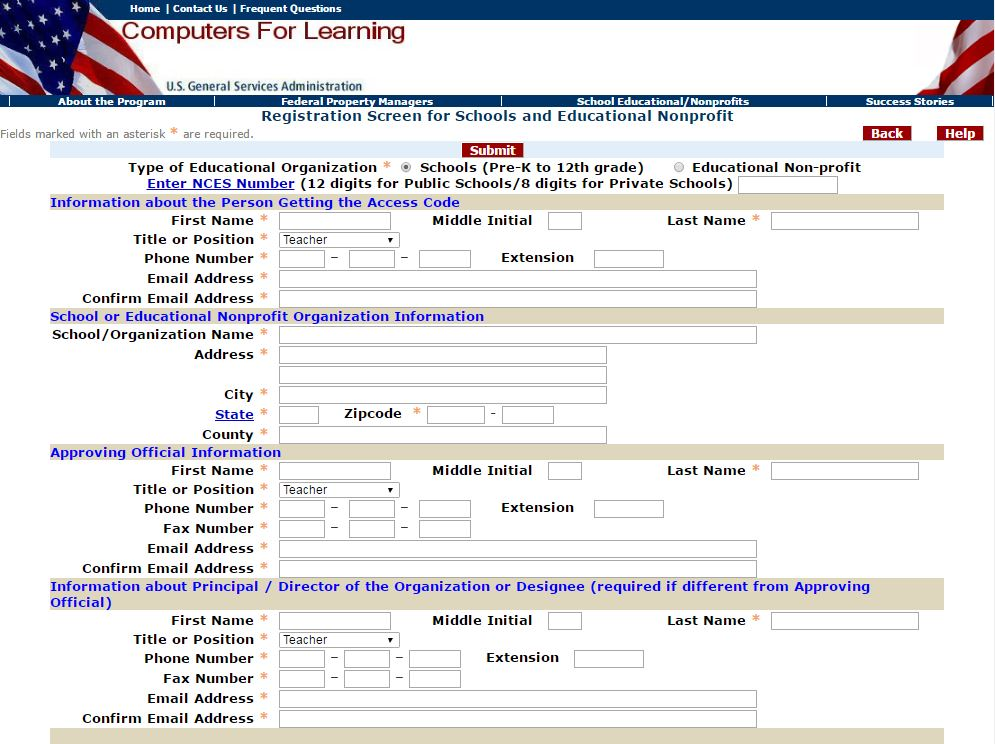 Home | Contact Us | Frequent Questions
Computers For Learning
U.S. General Services Administration
About the Program Federal Property Managers School Educational/Nonprofits Success Stories
Registration Screen for Schools and Educational Nonprofit
Fields marked with an asterisk * are required. Back Help
Submit
Type of Educational Organization * Schools (Pre-K to 12th grade) Educational Non-profit
Enter NCES Number (12 digits for Public Schools/8 digits for Private Schools)
Information about the Person Getting the Access Code
First Name * Middle Initial Last Name *
Title or Position * Teacher
Phone Number * – – Extension
Email Address *
Confirm Email Address *
School or Educational Nonprofit Organization Information
School/Organization Name *
Address *
City *
State * Zipcode * -
County *
Approving Official Information
First Name * Middle Initial Last Name *
Title or Position * Teacher
Phone Number * – – Extension
Fax Number * – –
Email Address *
Confirm Email Address *
Information about Principal / Director of the Organization or Designee (required if different from Approving
Official)
First Name * Middle Initial Last Name *
Title or Position * Teacher
Phone Number * – – Extension
Fax Number * – –
Email Address *
Confirm Email Address *